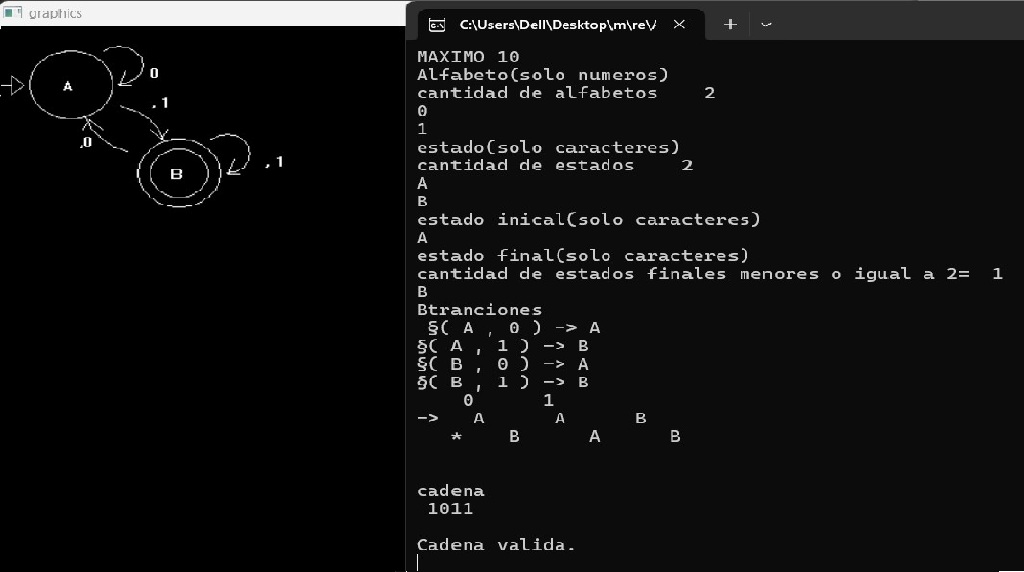 graphics
A
0
, 1
,0
B
, 1
C:\Users\Dell\Desktop\m\re\/
MAXIMO 10
Alfabeto(solo numeros)
cantidad de alfabetos 2
0
1
estado(solo caracteres)
cantidad de estados 2
A
B
estado inical(solo caracteres)
A
estado final(solo caracteres)
cantidad de estados finales menores o igual a 2= 1
B
Btranciones
§( A , 0 ) -> A
§( A , 1 ) -> B
§( B , 0 ) -> A
§( B , 1 ) -> B
0 1
-> A A B
* B A B
cadena
1011
Cadena valida.